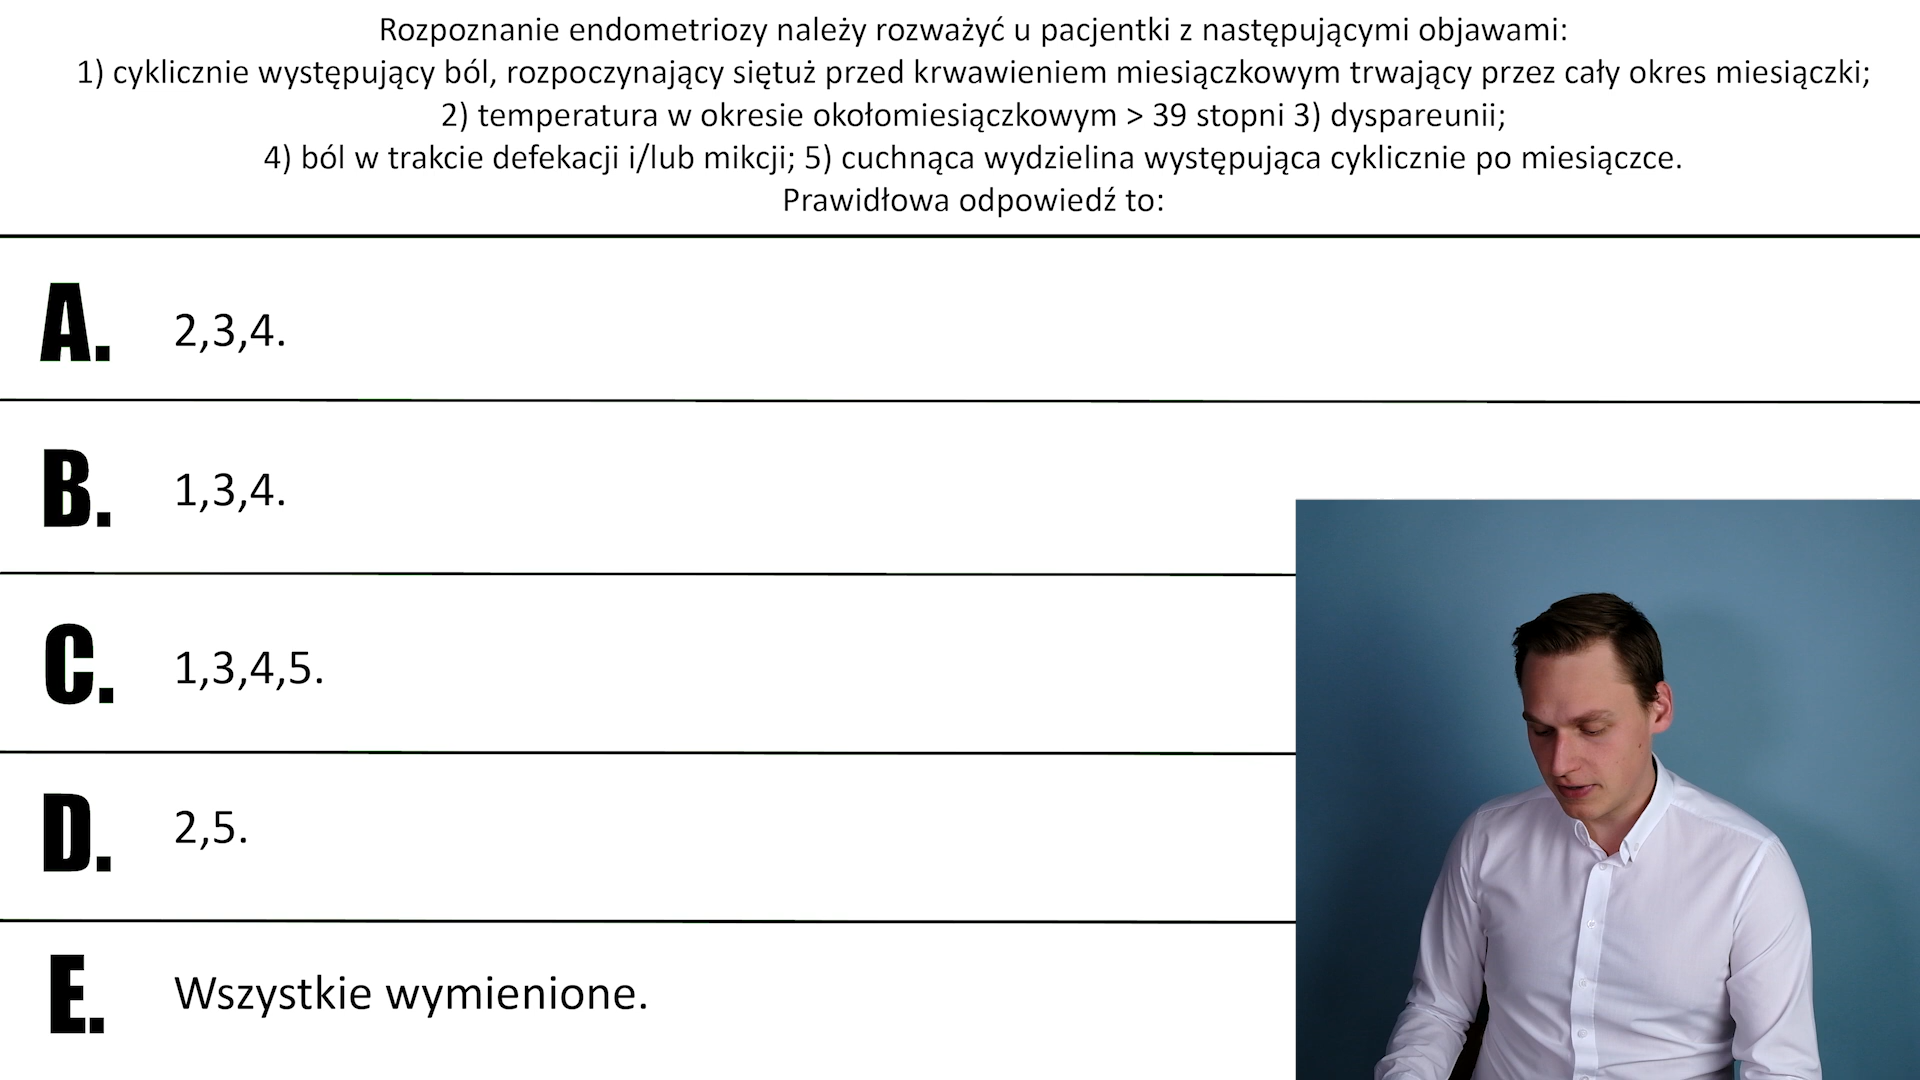 Rozpoznanie endometriozy należy rozważyć u pacjentki z następującymi objawami:
1) cyklicznie występujący ból, rozpoczynający siętuż przed krwawieniem miesiączkowym trwający przez cały okres miesiączki;
2) temperatura w okresie okołomiesiączkowym > 39 stopni 3) dyspareunii;
4) ból w trakcie defekacji i/lub mikcji; 5) cuchnąca wydzielina występująca cyklicznie po miesiączce.
Prawidłowa odpowiedź to:
A. 2,3,4.
B. 1,3,4.
C. 1,3,4,5.
D. 2,5.
E. Wszystkie wymienione.